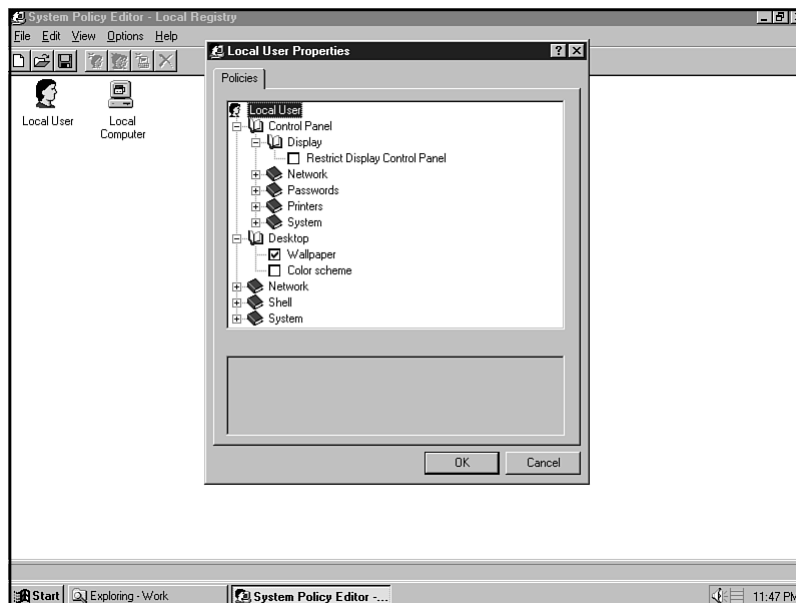 System Policy Editor - Local Registry
File Edit View Options Help
Local User Properties
Policies
Local User
Local Computer
Local User
Control Panel
Display
Restrict Display Control Panel
Network
Passwords
Printers
System
Desktop
Wallpaper
Color scheme
Network
Shell
System
OK Cancel
Start Exploring - Work System Policy Editor -... 11:47 PM